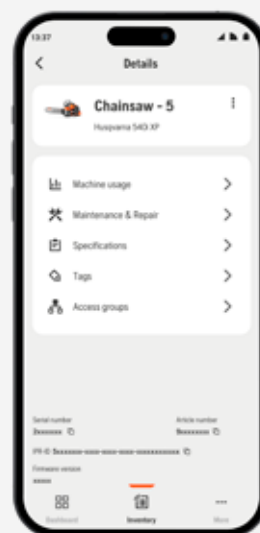 13:37
Details
Chainsaw - 5
Husqvarna 540i XP
Machine usage
Maintenance & Repair
Specifications
Tags
Access groups
Serial number
Article number
Firmware version
Dashboard
Inventory
More